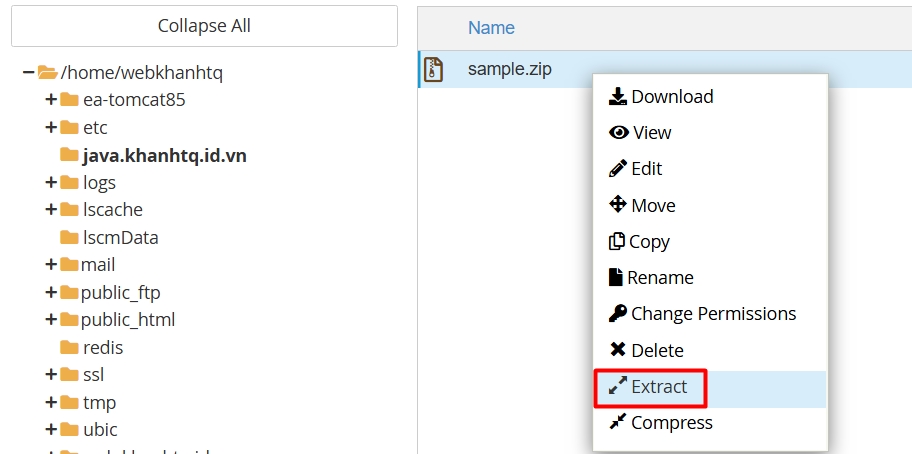 Collapse All
/home/webkhanhtq
ea-tomcat85
etc
java.khanhtq.id.vn
logs
lscache
lscmData
mail
public_ftp
public_html
redis
ssl
tmp
ubic
Name
sample.zip
Download
View
Edit
Move
Copy
Rename
Change Permissions
Delete
Extract
Compress